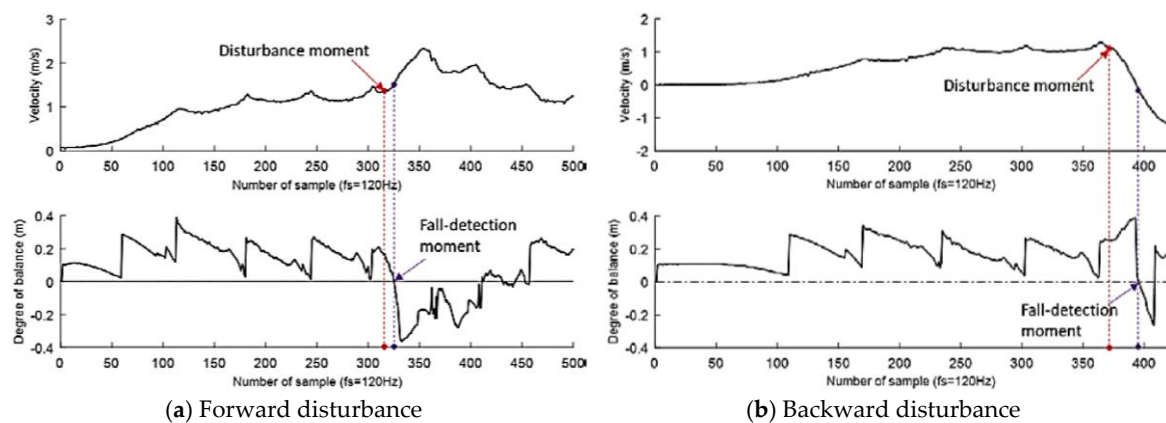 3
2
1
0
Velocity (m/s)
Disturbance moment
0 50 100 150 200 250 300 350 400 450 500
Number of sample (fs=120Hz)
0.4
0.2
0
-0.2
-0.4
Degree of balance (m)
Fall-detection
moment
0 50 100 150 200 250 300 350 400 450 500
Number of sample (fs=120Hz)
(a) Forward disturbance
2
1
0
-1
-2
Velocity (m/s)
Disturbance moment
0 50 100 150 200 250 300 350 400
Number of sample (fs=120Hz)
0.4
0.2
0
-0.2
-0.4
Degree of balance (m)
Fall-detection
moment
0 50 100 150 200 250 300 350 400
Number of sample (fs=120Hz)
(b) Backward disturbance